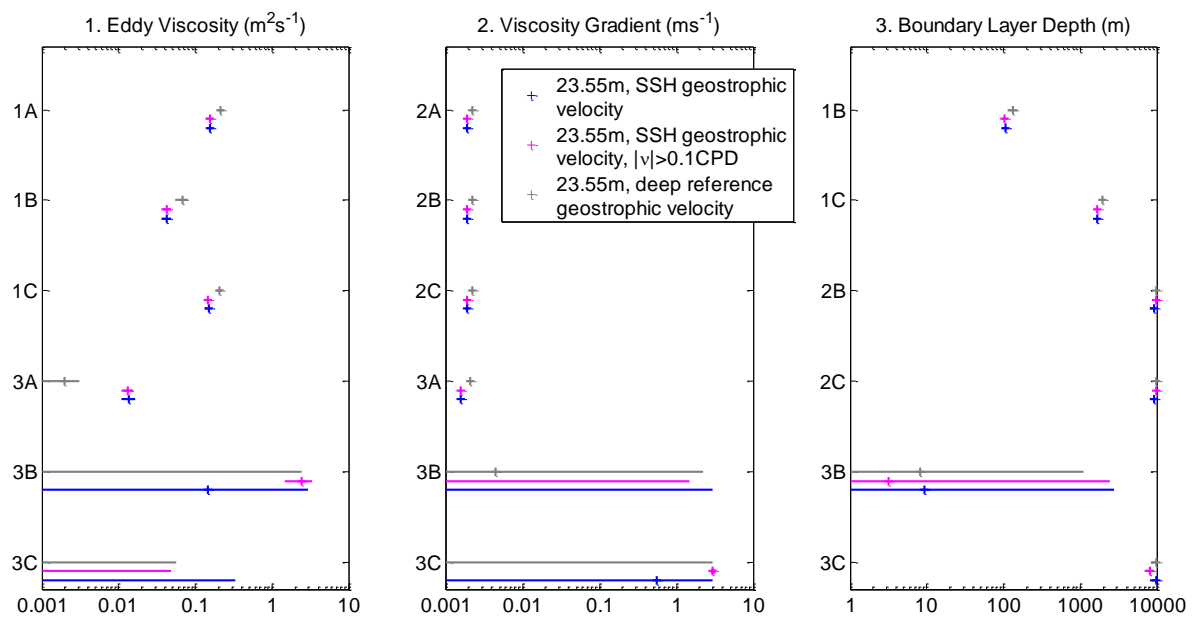 1. Eddy Viscosity (m²s⁻¹)
2. Viscosity Gradient (ms⁻¹)
3. Boundary Layer Depth (m)
1A
1B
1C
3A
3B
3C
0.001
0.01
0.1
1
10
2A
2B
2C
3A
3B
3C
0.001
0.01
0.1
1
10
23.55m, SSH geostrophic
velocity
23.55m, SSH geostrophic
velocity, |ν|>0.1CPD
23.55m, deep reference
geostrophic velocity
1B
1C
2B
2C
3B
3C
1
10
100
1000
10000